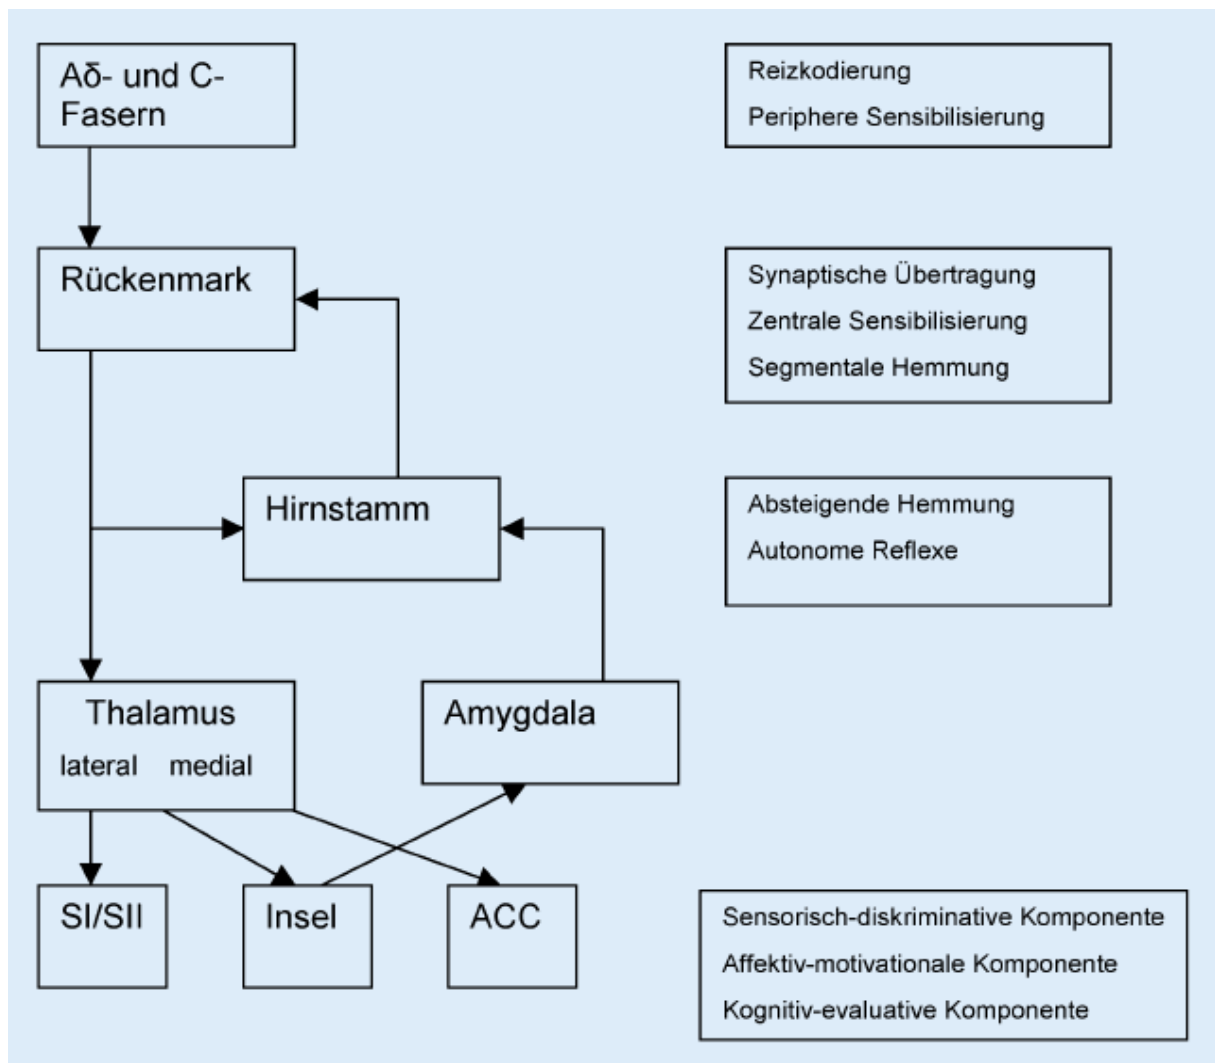 Aδ- und C-
Fasern
Reizkodierung
Periphere Sensibilisierung
Rückenmark
Synaptische Übertragung
Zentrale Sensibilisierung
Segmentale Hemmung
Hirnstamm
Absteigende Hemmung
Autonome Reflexe
Thalamus
lateral medial
Amygdala
SI/SII
Insel
ACC
Sensorisch-diskriminative Komponente
Affektiv-motivationale Komponente
Kognitiv-evaluative Komponente